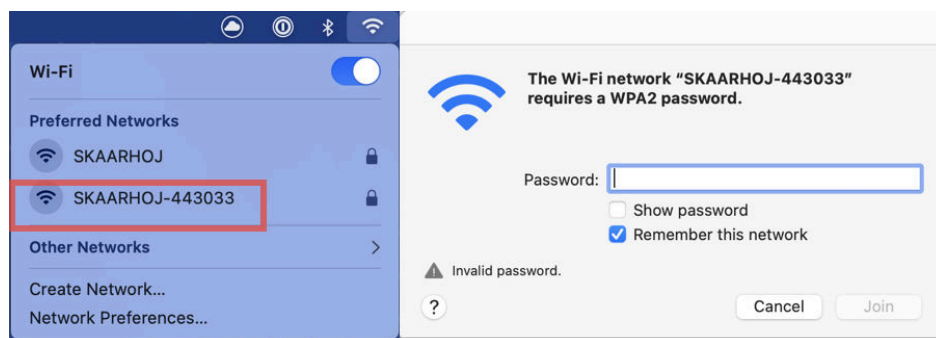 Wi-Fi
Preferred Networks
SKAARHOJ
SKAARHOJ-443033
Other Networks
Create Network...
Network Preferences...
The Wi-Fi network “SKAARHOJ-443033”
requires a WPA2 password.
Password:
Show password
Remember this network
Invalid password.
?
Cancel
Join